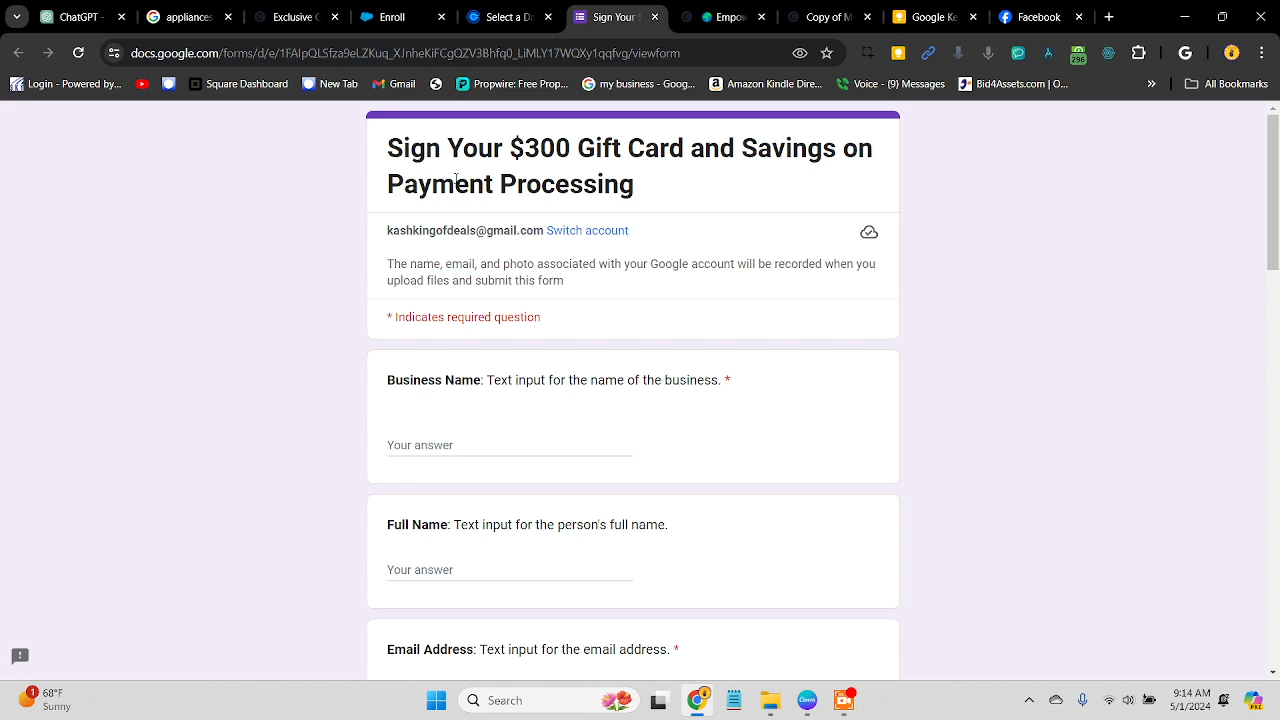 ChatGPT -
appliances
Exclusive C
Enroll
Select a Da
Sign Your
Empow
Copy of M
Google Ke
Facebook
docs.google.com/forms/d/e/1FAIpQLSfza9eLZKuq_XJnheKiFCgOZV3Bhfq0_LiMLY17WQXy1qqfvg/viewform
296
Login - Powered by...
Square Dashboard
New Tab
Gmail
Propwire: Free Prop...
my business - Goog...
Amazon Kindle Dire...
Voice - (9) Messages
Bid4Assets.com | O...
All Bookmarks
Sign Your $300 Gift Card and Savings on
Payment Processing
kashkingofdeals@gmail.com Switch account
The name, email, and photo associated with your Google account will be recorded when you
upload files and submit this form
* Indicates required question
Business Name: Text input for the name of the business. *
Your answer
Full Name: Text input for the person's full name.
Your answer
Email Address: Text input for the email address. *
1
68°F
Sunny
Search
9:14 AM
5/1/2024